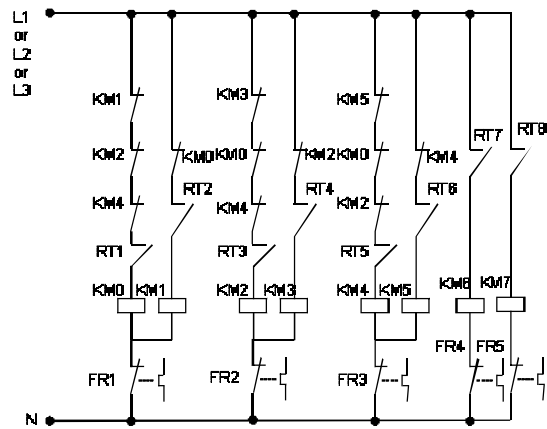 L1
or
L2
or
L3
KM1 KM3 KM5
RT7 RT8
KM2 KM0 KM0 KM2 KM0 KM4
RT2 RT4 RT6
KM4 KM4 KM2
RT1 RT3 RT5
KM0 KM1 KM2 KM3 KM4 KM5 KM6 KM7
FR4 FR5
FR1 FR2 FR3
N